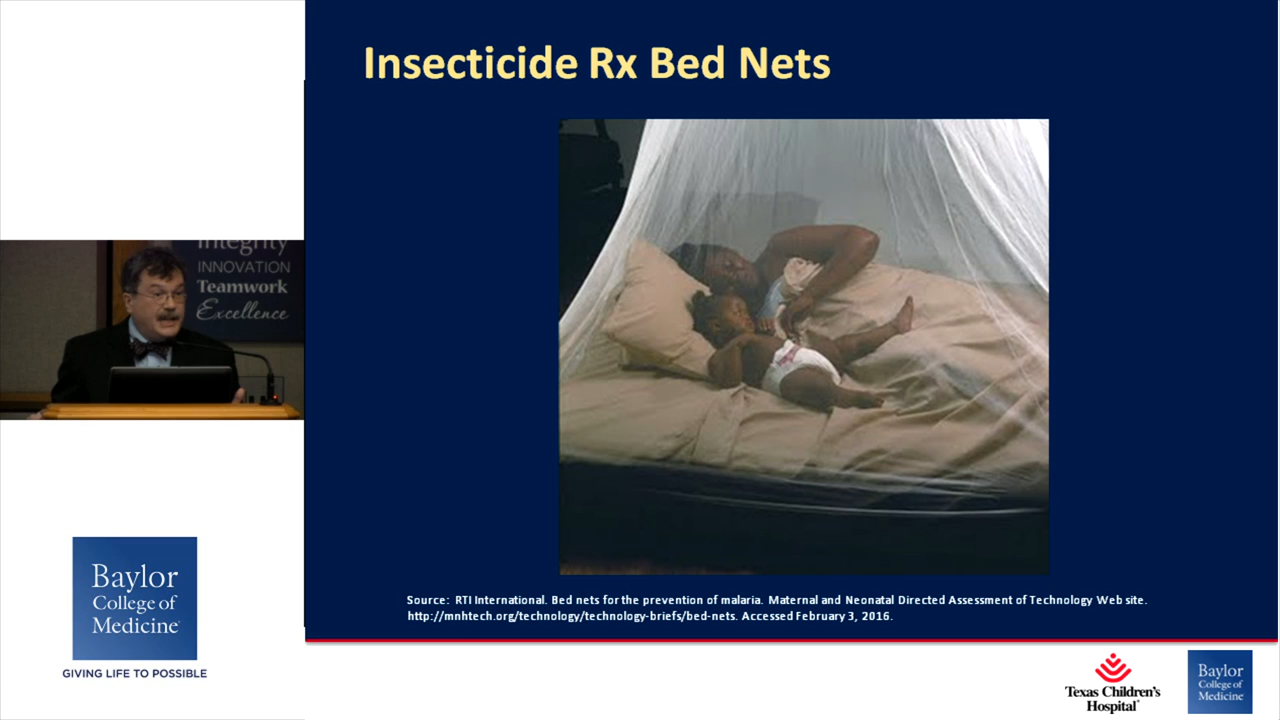 Insecticide Rx Bed Nets
Integrity
INNOVATION
Teamwork
Excellence
Source: RTI International. Bed nets for the prevention of malaria. Maternal and Neonatal Directed Assessment of Technology Web site.
http://mnhtech.org/technology/technology-briefs/bed-nets. Accessed February 3, 2016.
Baylor
College of
Medicine
GIVING LIFE TO POSSIBLE
Texas Children's
Hospital
Baylor
College of
Medicine